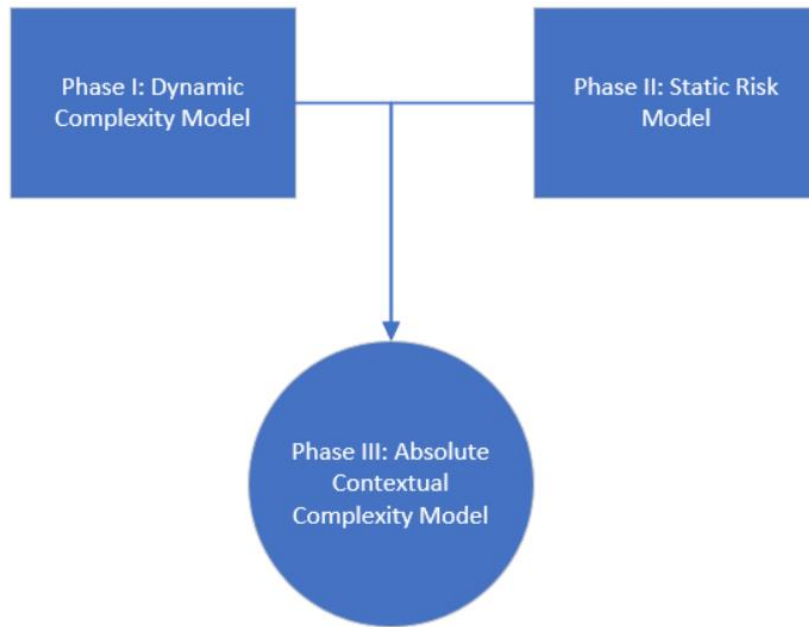 Phase I: Dynamic
Complexity Model
Phase II: Static Risk
Model
Phase III: Absolute
Contextual
Complexity Model